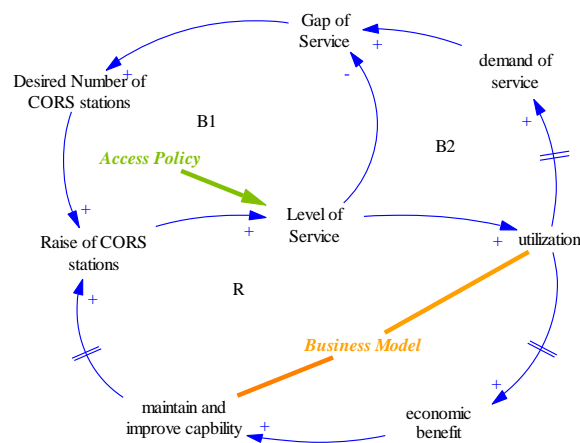 Gap of
Service
+
+
-
demand of
service
Desired Number of
CORS stations
B1
+
B2
Access Policy
+
Level of
Service
+
+
utilization
Raise of CORS
stations
+
R
Business Model
+
maintain and
improve capbility
+
+
economic
benefit